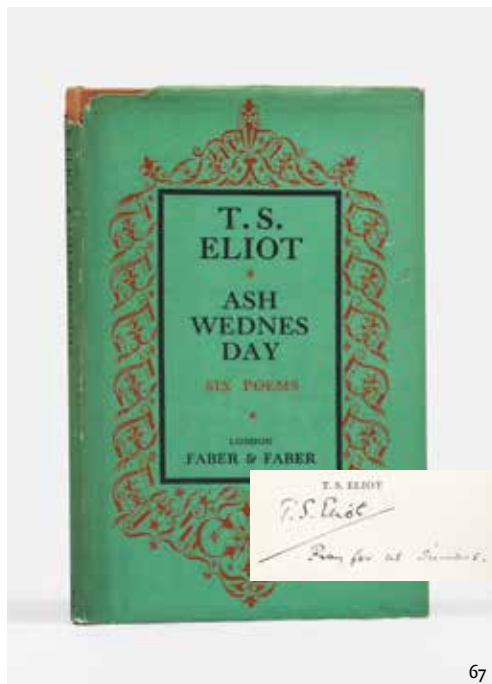 T. S.
ELIOT
ASH
WEDNES
DAY
SIX POEMS
LONDON
FABER & FABER
T. S. ELIOT
T. S. Eliot
Pray for us sinners.
67